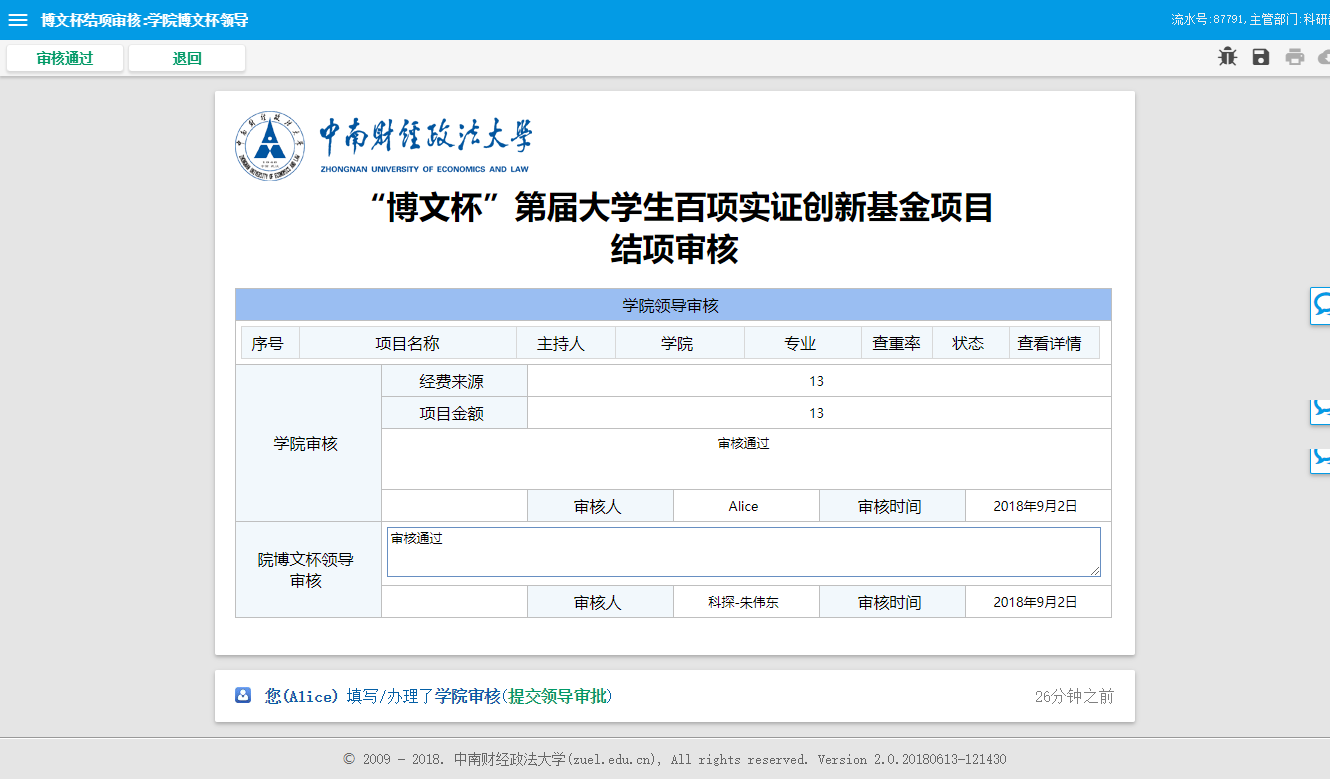 博文杯结项审核:学院博文杯领导
流水号:87791,主管部门:科研
审核通过
退回
中南财经政法大学
ZHONGNAN UNIVERSITY OF ECONOMICS AND LAW
“博文杯”第届大学生百项实证创新基金项目
结项审核
学院领导审核
序号 项目名称 主持人 学院 专业 查重率 状态 查看详情
学院审核
经费来源 13
项目金额 13
审核通过
审核人 Alice 审核时间 2018年9月2日
院博文杯领导
审核
审核通过
审核人 科探-朱伟东 审核时间 2018年9月2日
您(Alice) 填写/办理了学院审核(提交领导审批) 26分钟之前
© 2009 - 2018. 中南财经政法大学(zuel.edu.cn), All rights reserved. Version 2.0.20180613-121430